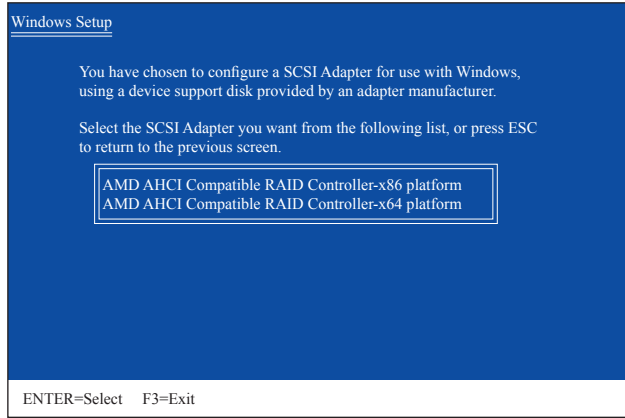 Windows Setup
You have chosen to configure a SCSI Adapter for use with Windows,
using a device support disk provided by an adapter manufacturer.
Select the SCSI Adapter you want from the following list, or press ESC
to return to the previous screen.
AMD AHCI Compatible RAID Controller-x86 platform
AMD AHCI Compatible RAID Controller-x64 platform
ENTER=Select F3=Exit